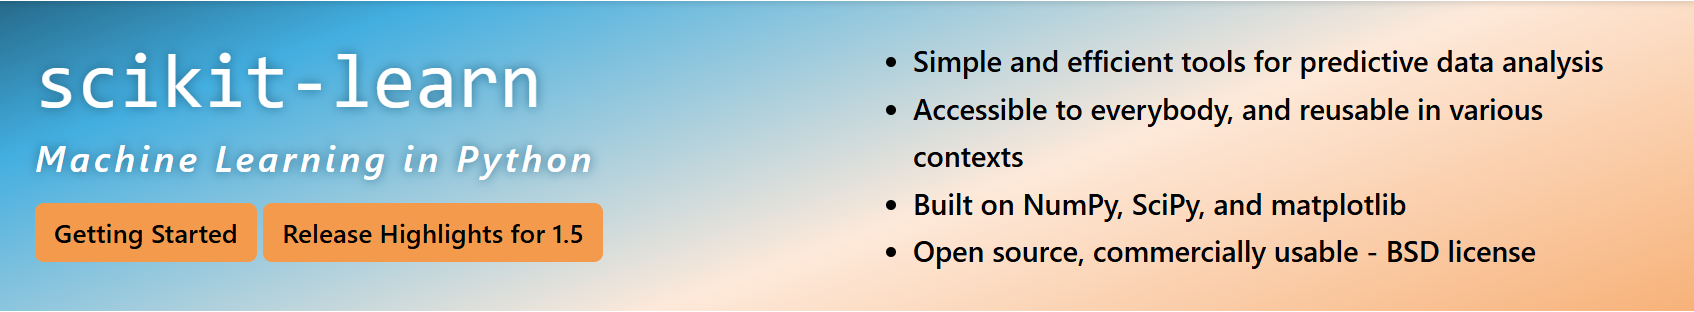 scikit-learn
Machine Learning in Python
Getting Started
Release Highlights for 1.5
Simple and efficient tools for predictive data analysis
Accessible to everybody, and reusable in various
contexts
Built on NumPy, SciPy, and matplotlib
Open source, commercially usable - BSD license